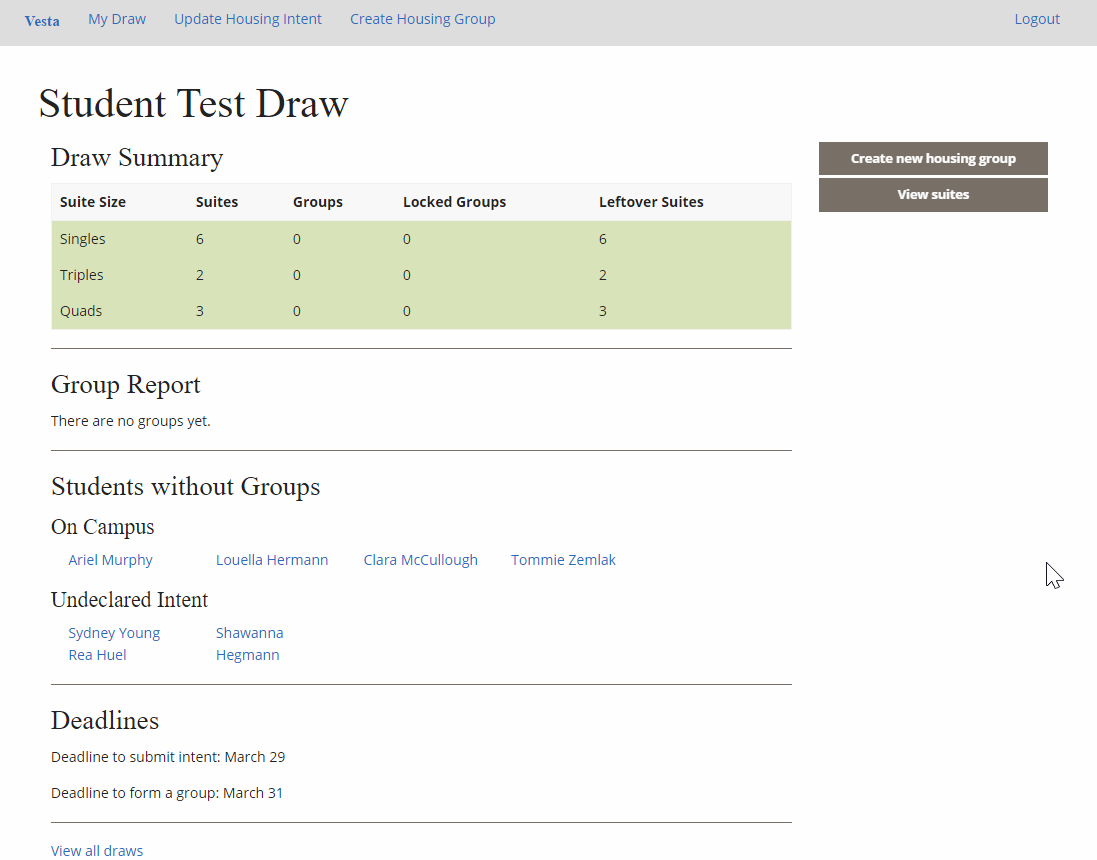 Vesta My Draw Update Housing Intent Create Housing Group Logout
Student Test Draw
Draw Summary
Create new housing group
View suites
Suite Size Suites Groups Locked Groups Leftover Suites
Singles 6 0 0 6
Triples 2 0 0 2
Quads 3 0 0 3
Group Report
There are no groups yet.
Students without Groups
On Campus
Ariel Murphy Louella Hermann Clara McCullough Tommie Zemlak
Undeclared Intent
Sydney Young Shawanna
Rea Huel Hegmann
Deadlines
Deadline to submit intent: March 29
Deadline to form a group: March 31
View all draws